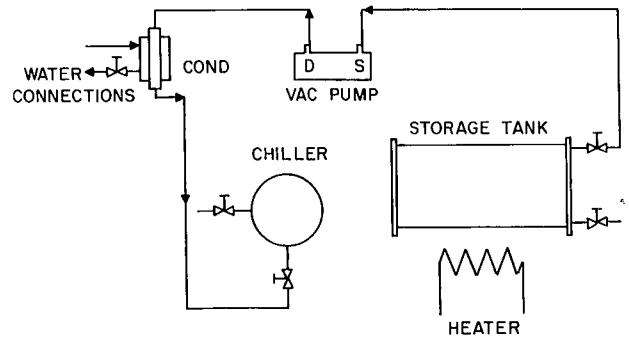 WATER
CONNECTIONS
COND
D S
VAC PUMP
STORAGE TANK
CHILLER
HEATER